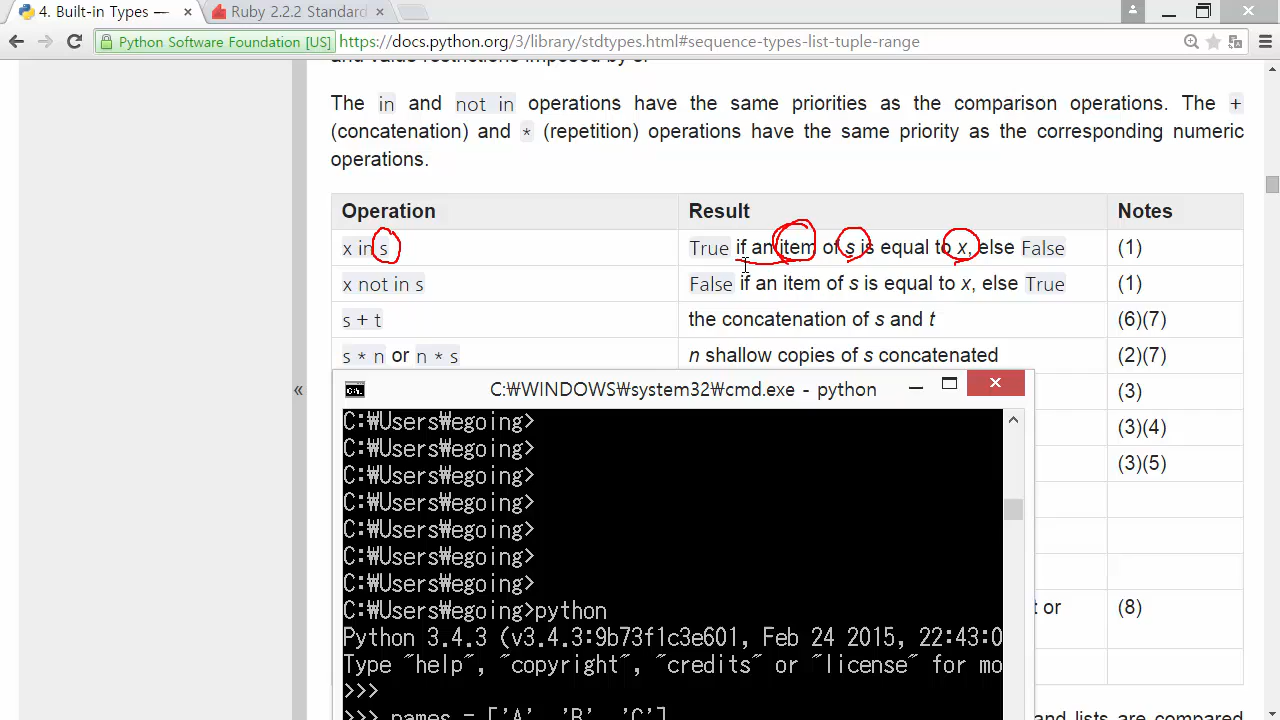 4. Built-in Types —
Ruby 2.2.2 Standard
Python Software Foundation [US]
https://docs.python.org/3/library/stdtypes.html#sequence-types-list-tuple-range
The in and not in operations have the same priorities as the comparison operations. The +
(concatenation) and * (repetition) operations have the same priority as the corresponding numeric
operations.
Operation Result Notes
x in s True if an item of s is equal to x, else False (1)
x not in s False if an item of s is equal to x, else True (1)
s + t the concatenation of s and t (6)(7)
s * n or n * s n shallow copies of s concatenated (2)(7)
(3)
(3)(4)
(3)(5)
t or (8)
and lists are compared
«
C:₩WINDOWS₩system32₩cmd.exe - python
C:₩Users₩egoing>
C:₩Users₩egoing>
C:₩Users₩egoing>
C:₩Users₩egoing>
C:₩Users₩egoing>
C:₩Users₩egoing>
C:₩Users₩egoing>
C:₩Users₩egoing>python
Python 3.4.3 (v3.4.3:9b73f1c3e601, Feb 24 2015, 22:43:0
Type "help", "copyright", "credits" or "license" for mo
>>>
>>> names = ['A', 'B', 'C']